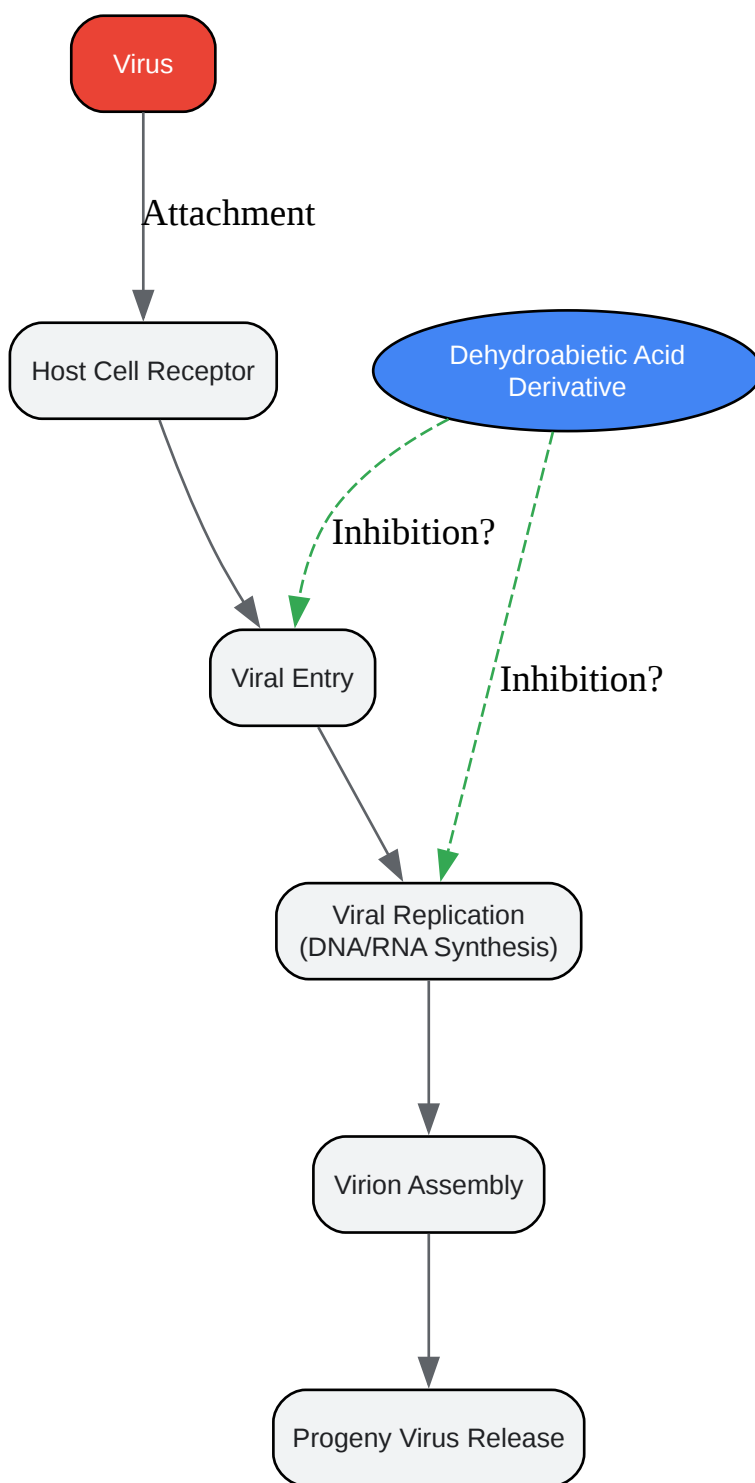 Virus
Attachment
Host Cell Receptor
Dehydroabietic Acid
Derivative
Inhibition?
Viral Entry
Inhibition?
Viral Replication
(DNA/RNA Synthesis)
Virion Assembly
Progeny Virus Release